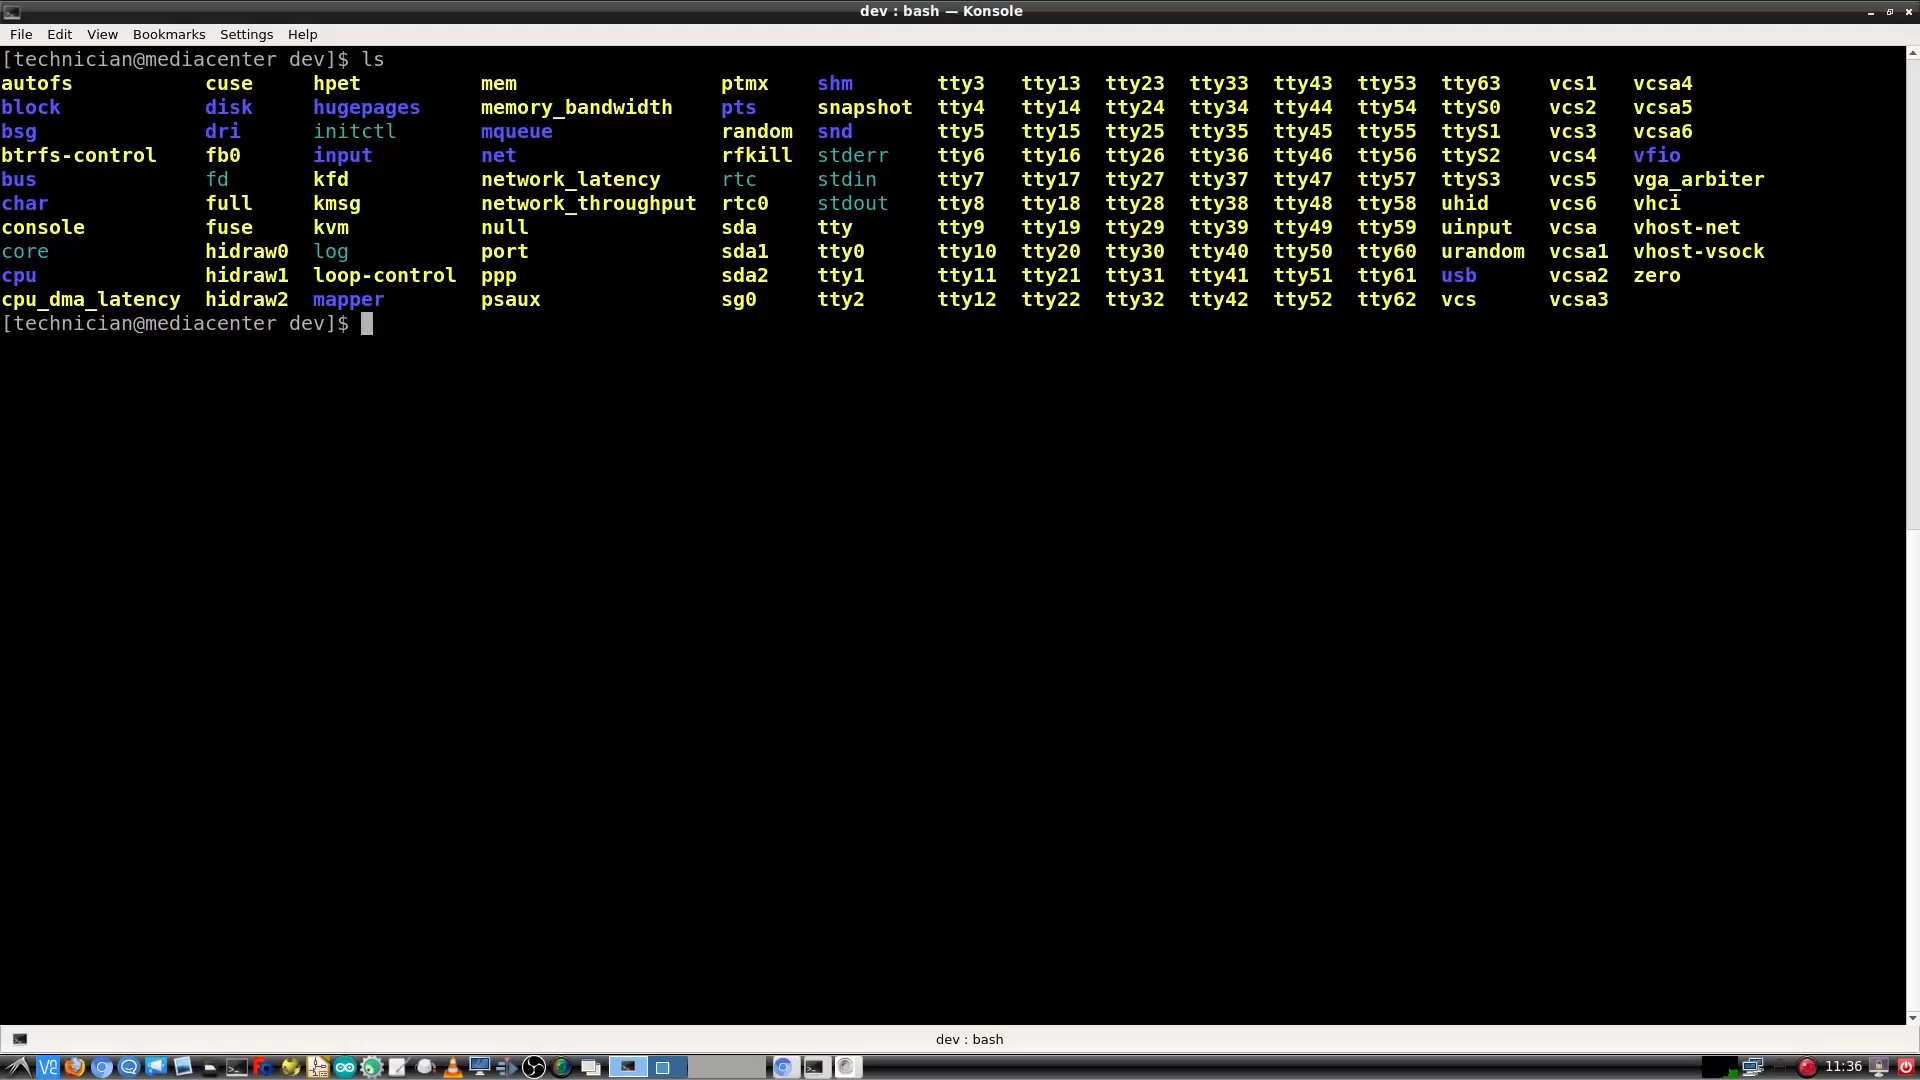 dev : bash — Konsole
File Edit View Bookmarks Settings Help
[technician@mediacenter dev]$ ls
autofs cuse hpet mem ptmx shm tty3 tty13 tty23 tty33 tty43 tty53 tty63 vcs1 vcsa4
block disk hugepages memory_bandwidth pts snapshot tty4 tty14 tty24 tty34 tty44 tty54 ttyS0 vcs2 vcsa5
bsg dri initctl mqueue random snd tty5 tty15 tty25 tty35 tty45 tty55 ttyS1 vcs3 vcsa6
btrfs-control fb0 input net rfkill stderr tty6 tty16 tty26 tty36 tty46 tty56 ttyS2 vcs4 vfio
bus fd kfd network_latency rtc stdin tty7 tty17 tty27 tty37 tty47 tty57 ttyS3 vcs5 vga_arbiter
char full kmsg network_throughput rtc0 stdout tty8 tty18 tty28 tty38 tty48 tty58 uhid vcs6 vhci
console fuse kvm null sda tty tty9 tty19 tty29 tty39 tty49 tty59 uinput vcsa vhost-net
core hidraw0 log port sda1 tty0 tty10 tty20 tty30 tty40 tty50 tty60 urandom vcsa1 vhost-vsock
cpu hidraw1 loop-control ppp sda2 tty1 tty11 tty21 tty31 tty41 tty51 tty61 usb vcsa2 zero
cpu_dma_latency hidraw2 mapper psaux sg0 tty2 tty12 tty22 tty32 tty42 tty52 tty62 vcs vcsa3
[technician@mediacenter dev]$
dev : bash
11:36